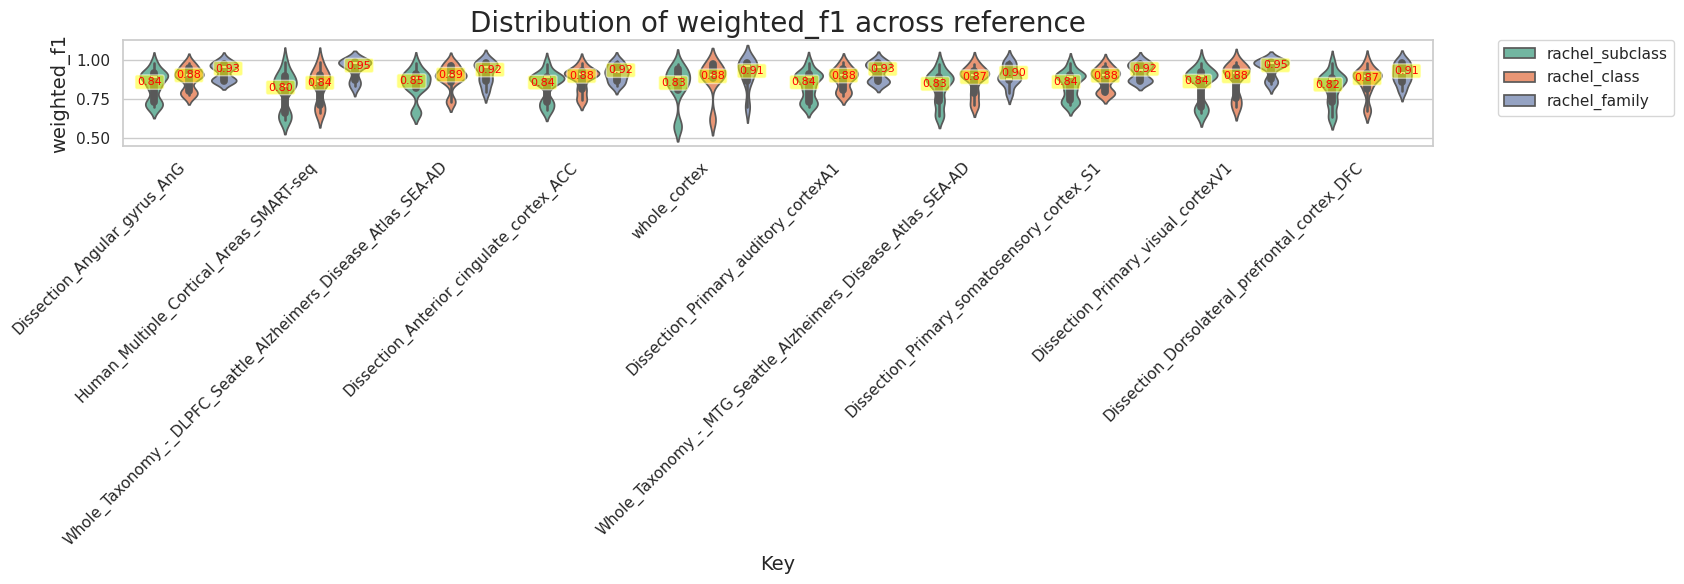 Distribution of weighted_f1 across reference
weighted_f1
1.00
0.75
0.50
0.84 0.88 0.93 0.80 0.84 0.95 0.85 0.89 0.92 0.84 0.88 0.92 0.83 0.88 0.91 0.84 0.88 0.93 0.83 0.87 0.90 0.84 0.88 0.92 0.84 0.88 0.95 0.82 0.87 0.91
rachel_subclass
rachel_class
rachel_family
Dissection_Angular_gyrus_AnG
Human_Multiple_Cortical_Areas_SMART-seq
Whole_Taxonomy_-_DLPFC_Seattle_Alzheimers_Disease_Atlas_SEA-AD
Dissection_Anterior_cingulate_cortex_ACC
whole_cortex
Dissection_Primary_auditory_cortexA1
Whole_Taxonomy_-_MTG_Seattle_Alzheimers_Disease_Atlas_SEA-AD
Dissection_Primary_somatosensory_cortex_S1
Dissection_Primary_visual_cortexV1
Dissection_Dorsolateral_prefrontal_cortex_DFC
Key